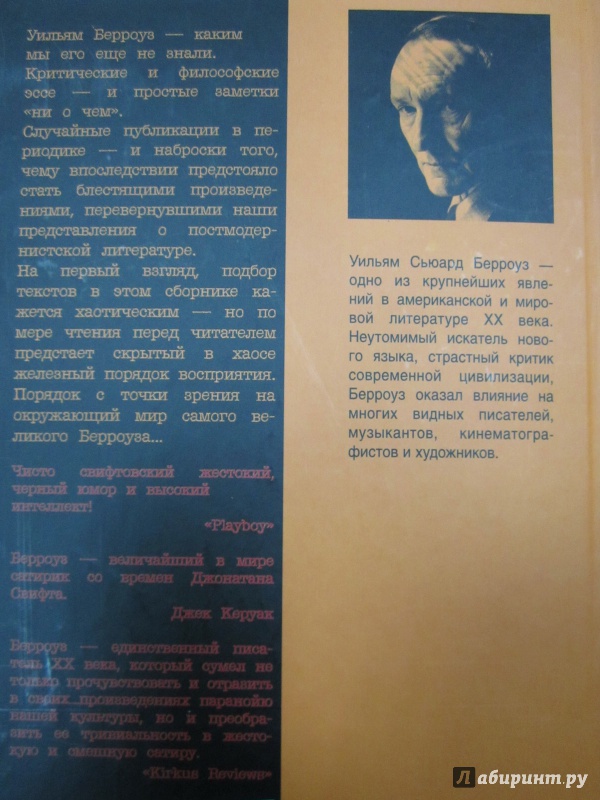 Уильям Берроуз — каким
мы его еще не знали.
Критические и философские
эссе — и простые заметки
«ни о чем».
Случайные публикации в пе-
риодике — и наброски того,
чему впоследствии предстояло
стать блестящими произведе-
ниями, перевернувшими наши
представления о постмодер-
нистской литературе.
На первый взгляд, подбор
текстов в этом сборнике ка-
жется хаотическим — но по
мере чтения перед читателем
предстает скрытый в хаосе
железный порядок восприятия.
Порядок с точки зрения на
окружающий мир самого ве-
ликого Берроуза...
Чисто свифтовский жестокий,
черный юмор и высокий
интеллект!
«Playboy»
Берроуз — величайший в мире
сатирик со времен Джонатана
Свифта.
Джек Керуак
Берроуз — единственный писа-
тель XX века, который сумел не
только прочувствовать и отразить
в своих произведениях паранойю
нашей культуры, но и преобра-
зить ее тривиальность в жесто-
кую и смешную сатиру.
«Kirkus Reviews»
Уильям Сьюард Берроуз —
одно из крупнейших явле-
ний в американской и миро-
вой литературе XX века.
Неутомимый искатель ново-
го языка, страстный критик
современной цивилизации,
Берроуз оказал влияние на
многих видных писателей,
музыкантов, кинематогра-
фистов и художников.
Лабиринт.ру